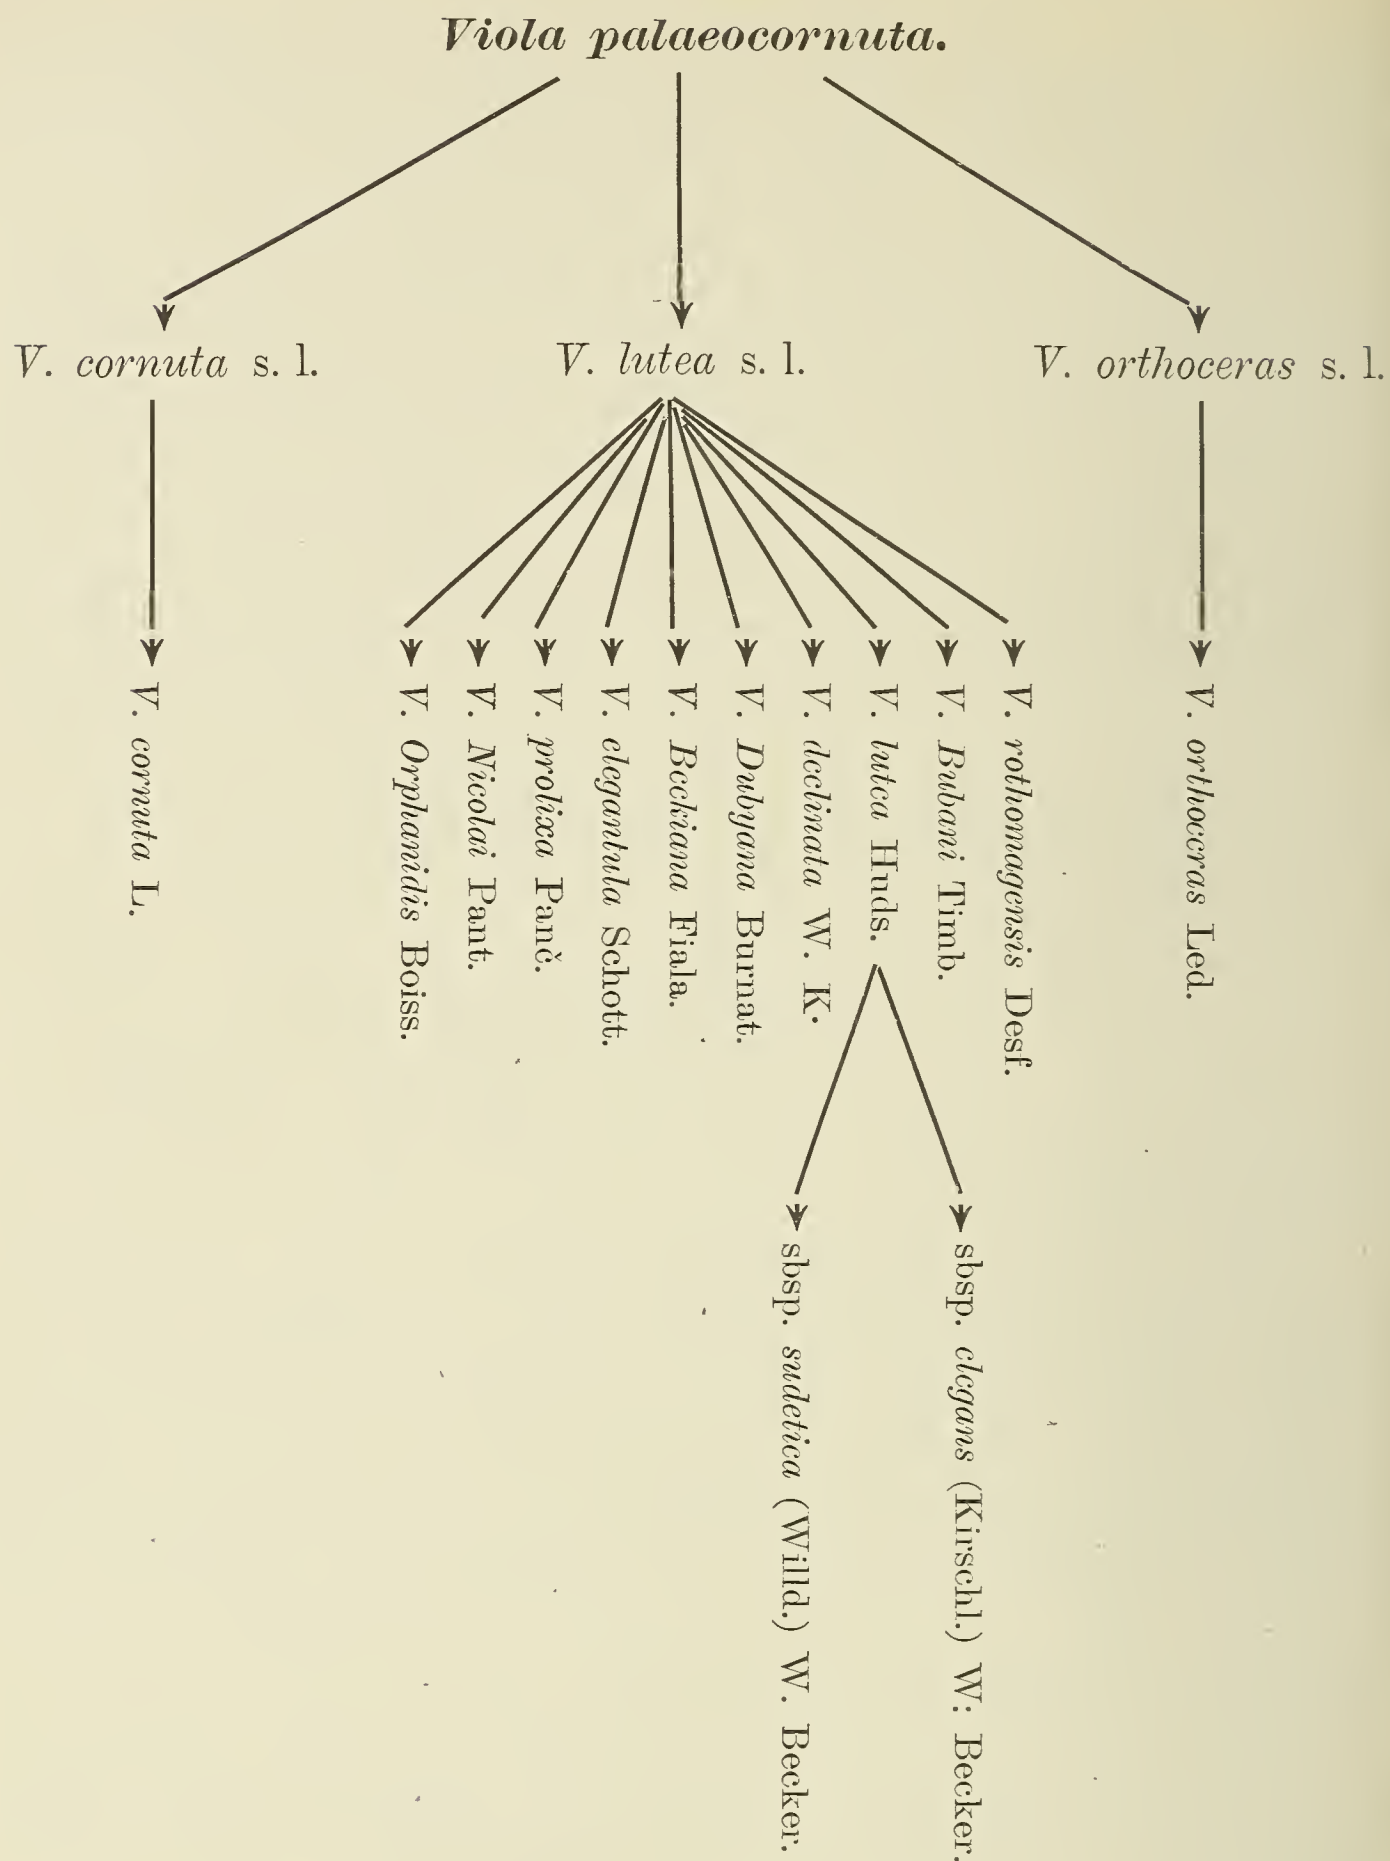 Viola palaeocornuta.
V. cornuta s. l.
V. lutea s. l.
V. orthoceras s. l.
V. cornuta L.
V. Orphanidis Boiss.
V. Nicolai Pant.
V. prolixa Panč.
V. elegantula Schott.
V. Beckiana Fiala.
V. Dubyana Burnat.
V. declinata W. K.
V. lutea Huds.
V. Bubani Timb.
V. rothomagensis Desf.
V. orthoceras Led.
sbsp. sudetica (Willd.) W. Becker.
sbsp. elegans (Kirschl.) W: Becker.